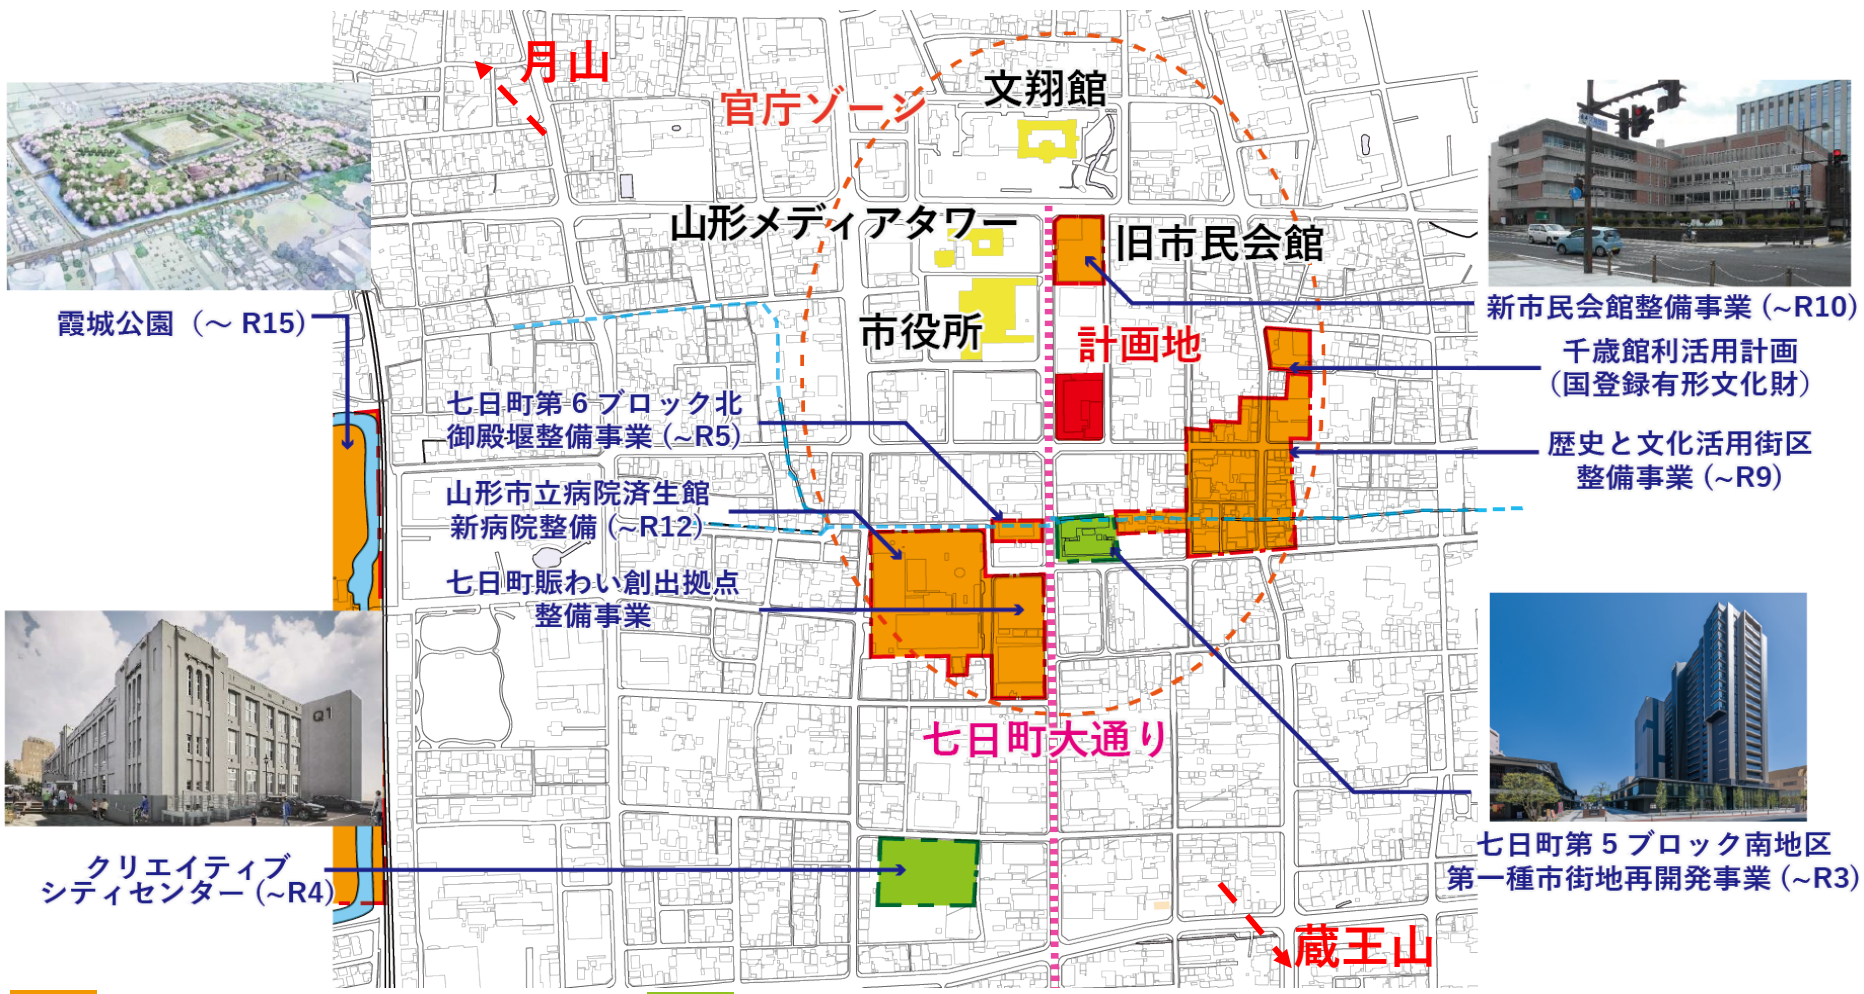 月山
文翔館
官庁ゾーン
山形メディアタワー
旧市民会館
霞城公園（～ R15）
市役所
計画地
新市民会館整備事業 (~R10)
千歳館利活用計画
（国登録有形文化財）
七日町第 6 ブロック北
御殿堰整備事業 (~R5)
歴史と文化活用街区
整備事業 (~R9)
山形市立病院済生館
新病院整備 (~R12)
七日町賑わい創出拠点
整備事業
Q1
七日町大通り
クリエイティブ
シティセンター (~R4)
七日町第 5 ブロック南地区
第一種市街地再開発事業 (~R3)
蔵王山